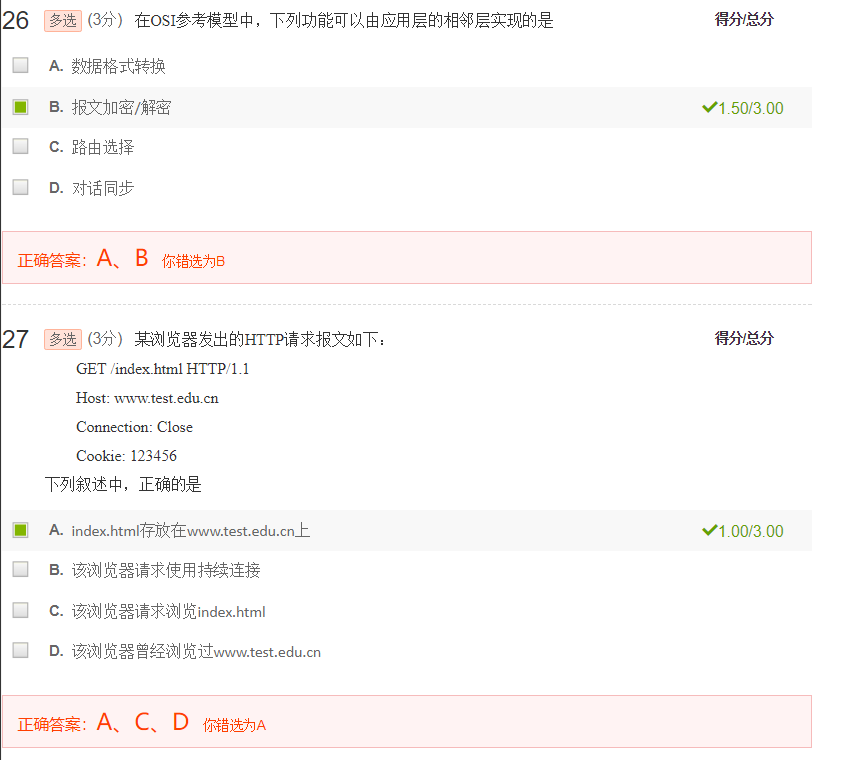 26 多选 (3分) 在OSI参考模型中，下列功能可以由应用层的相邻层实现的是 得分/总分
A. 数据格式转换
B. 报文加密/解密 1.50/3.00
C. 路由选择
D. 对话同步
正确答案：A、B 你错选为B
27 多选 (3分) 某浏览器发出的HTTP请求报文如下： 得分/总分
GET /index.html HTTP/1.1
Host: www.test.edu.cn
Connection: Close
Cookie: 123456
下列叙述中，正确的是
A. index.html存放在www.test.edu.cn上 1.00/3.00
B. 该浏览器请求使用持续连接
C. 该浏览器请求浏览index.html
D. 该浏览器曾经浏览过www.test.edu.cn
正确答案：A、C、D 你错选为A